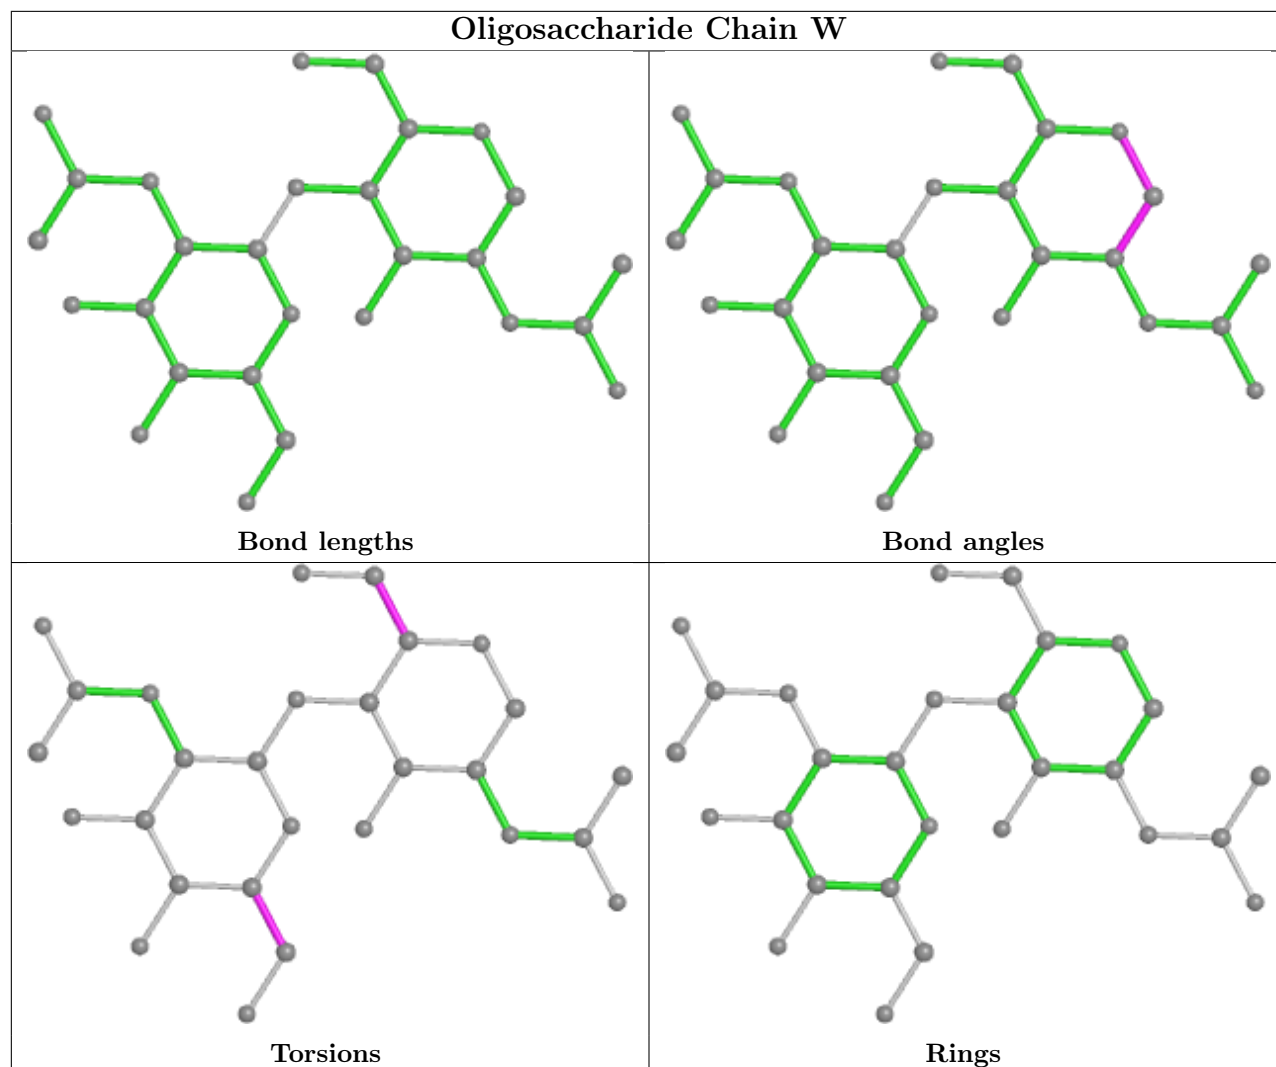 Oligosaccharide Chain W
Bond lengths
Bond angles
Torsions
Rings